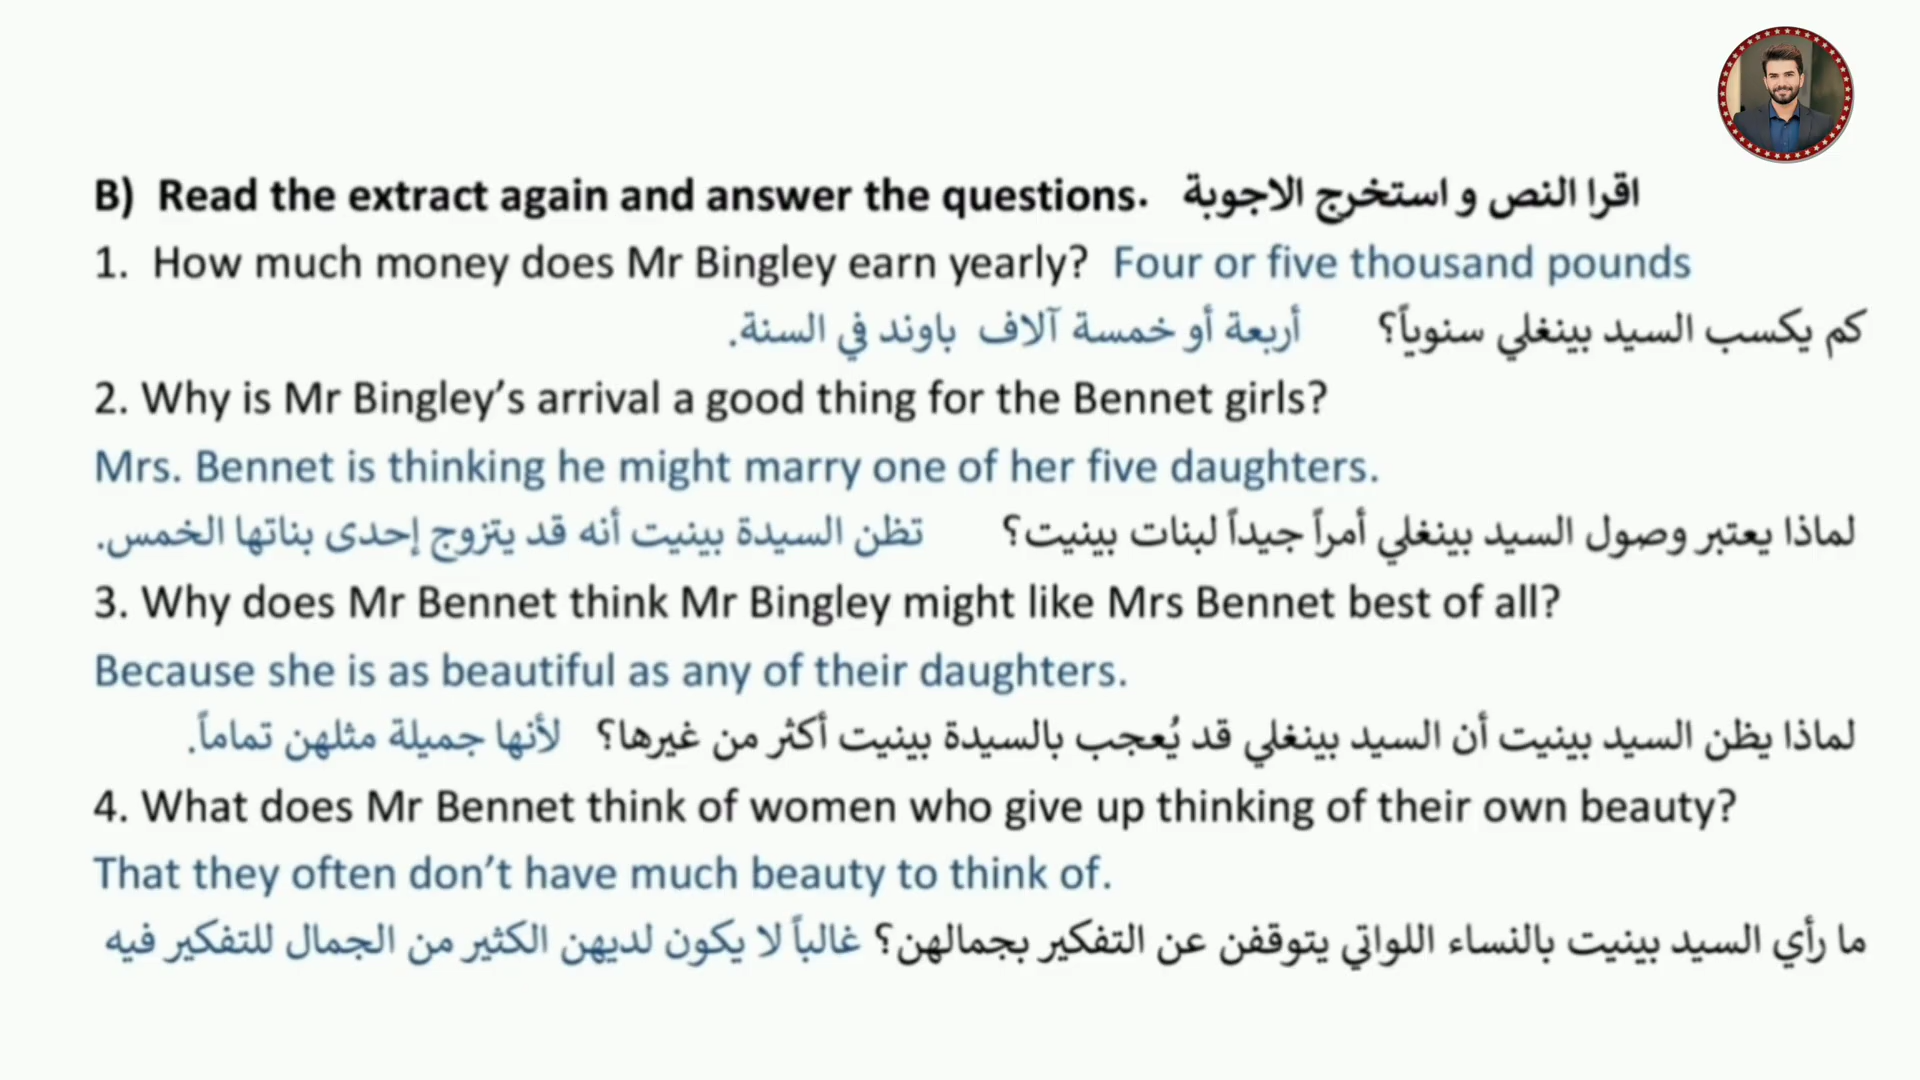 B) Read the extract again and answer the questions. اقرا النص و استخرج الاجوبة
1. How much money does Mr Bingley earn yearly? Four or five thousand pounds
كم يكسب السيد بينغلي سنوياً؟ أربعة أو خمسة آلاف باوند في السنة.
2. Why is Mr Bingley’s arrival a good thing for the Bennet girls?
Mrs. Bennet is thinking he might marry one of her five daughters.
لماذا يعتبر وصول السيد بينغلي أمراً جيداً لبنات بينيت؟ تظن السيدة بينيت أنه قد يتزوج إحدى بناتها الخمس.
3. Why does Mr Bennet think Mr Bingley might like Mrs Bennet best of all?
Because she is as beautiful as any of their daughters.
لماذا يظن السيد بينيت أن السيد بينغلي قد يُعجب بالسيدة بينيت أكثر من غيرها؟ لأنها جميلة مثلهن تماماً.
4. What does Mr Bennet think of women who give up thinking of their own beauty?
That they often don’t have much beauty to think of.
ما رأي السيد بينيت بالنساء اللواتي يتوقفن عن التفكير بجمالهن؟ غالباً لا يكون لديهن الكثير من الجمال للتفكير فيه